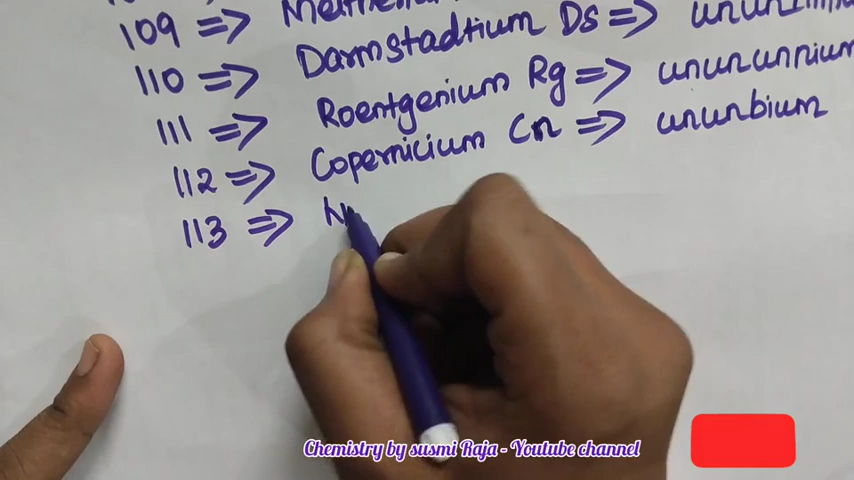 109 =>
110 => Darmstadtium Ds =>
111 => Roentgenium Rg => unununnium
112 => Copernicium Cn => ununbium
113 => N
Chemistry by susmi Raja - Youtube channel